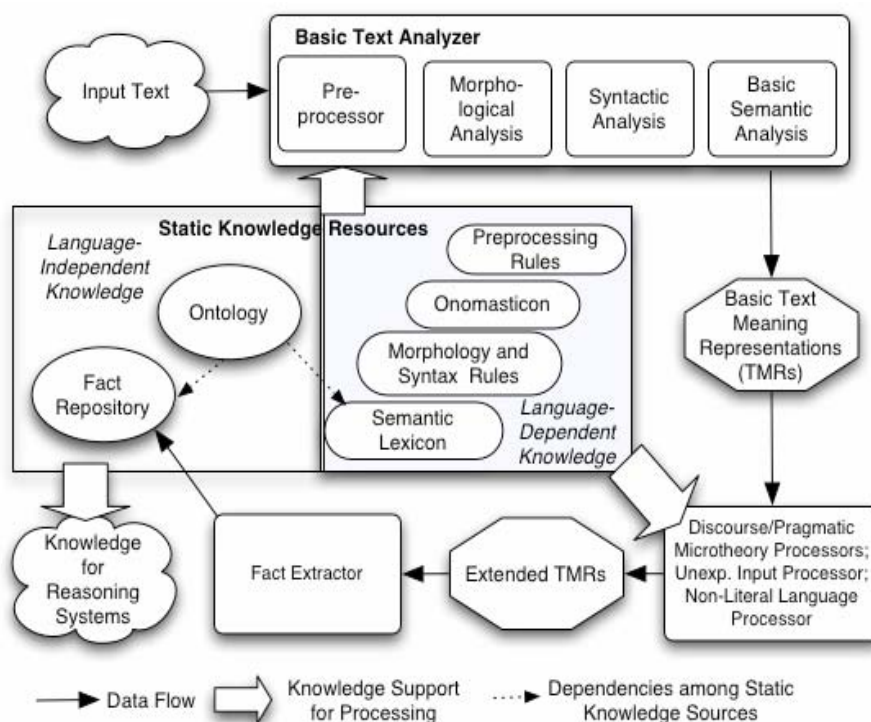 Basic Text Analyzer
Input Text
Pre-
processor
Morpho-
logical
Analysis
Syntactic
Analysis
Basic
Semantic
Analysis
Static Knowledge Resources
Language-
Independent
Knowledge
Ontology
Fact
Repository
Preprocessing
Rules
Onomasticon
Morphology and
Syntax Rules
Semantic
Lexicon
Language-
Dependent
Knowledge
Basic Text
Meaning
Representations
(TMRs)
Knowledge
for
Reasoning
Systems
Fact Extractor
Extended TMRs
Discourse/Pragmatic
Microtheory Processors;
Unexp. Input Processor;
Non-Literal Language
Processor
Data Flow
Knowledge Support
for Processing
Dependencies among Static
Knowledge Sources